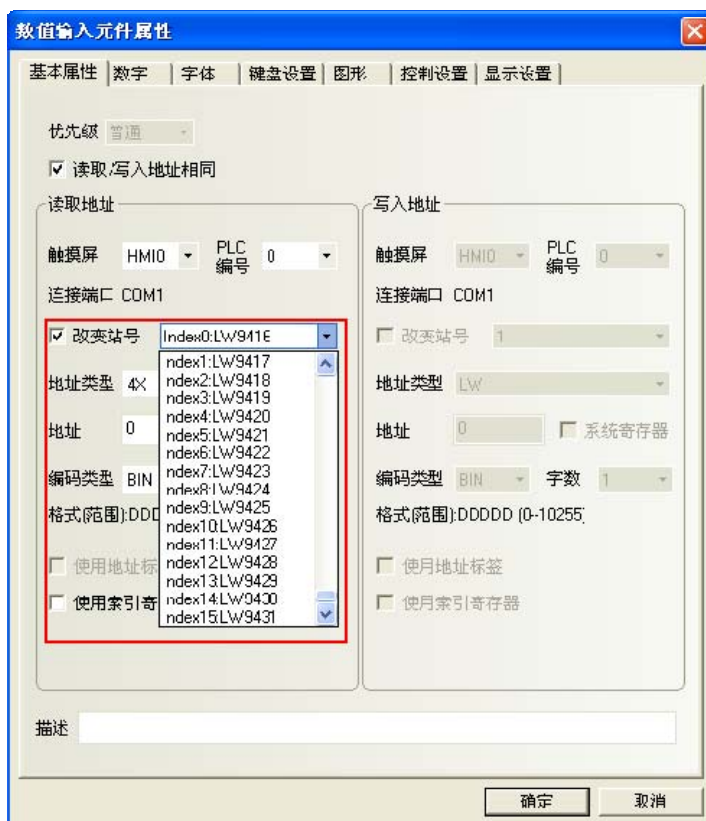 数值输入元件属性
基本属性 数字 字体 键盘设置 图形 控制设置 显示设置
优先级 普通
读取/写入地址相同
读取地址
触摸屏 HMI0 PLC编号 0
连接端口 COM1
改变站号 Index0:LW9416
ndex1:LW9417
ndex2:LW9418
ndex3:LW9419
ndex4:LW9420
ndex5:LW9421
ndex6:LW9422
ndex7:LW9423
ndex8:LW9424
ndex9:LW9425
ndex10:LW9426
ndex11:LW9427
ndex12:LW9428
ndex13:LW9429
ndex14:LW9430
ndex15:LW9431
地址类型 4X
地址 0
编码类型 BIN
格式(范围):DDD
使用地址标
使用索引寄
写入地址
触摸屏 HMI0 PLC编号 0
连接端口 COM1
改变站号 1
地址类型 LW
地址 0 系统寄存器
编码类型 BIN 字数 1
格式(范围):DDDDD (0-10255)
使用地址标签
使用索引寄存器
描述
确定 取消